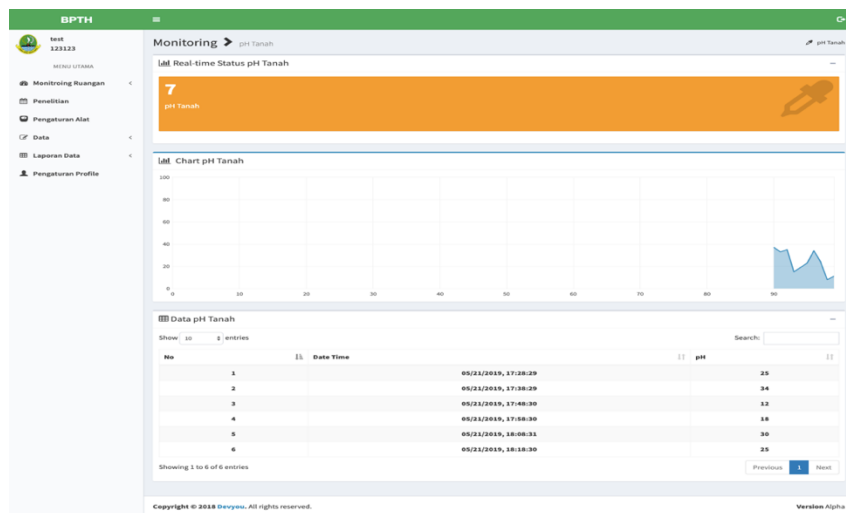 BPTH
test
123123
MENU UTAMA
Monitroing Ruangan
Penelitian
Pengaturan Alat
Data
Laporan Data
Pengaturan Profile
Monitoring > pH Tanah
pH Tanah
Real-time Status pH Tanah
7
pH Tanah
Chart pH Tanah
100
80
60
40
20
0
0 10 20 30 40 50 60 70 80 90
Data pH Tanah
Show 10 entries
Search:
No Date Time pH
1 05/21/2019, 17:28:29 25
2 05/21/2019, 17:38:29 34
3 05/21/2019, 17:48:30 12
4 05/21/2019, 17:58:30 18
5 05/21/2019, 18:08:31 30
6 05/21/2019, 18:18:30 25
Showing 1 to 6 of 6 entries
Previous 1 Next
Copyright © 2018 Devyou. All rights reserved.
Version Alpha